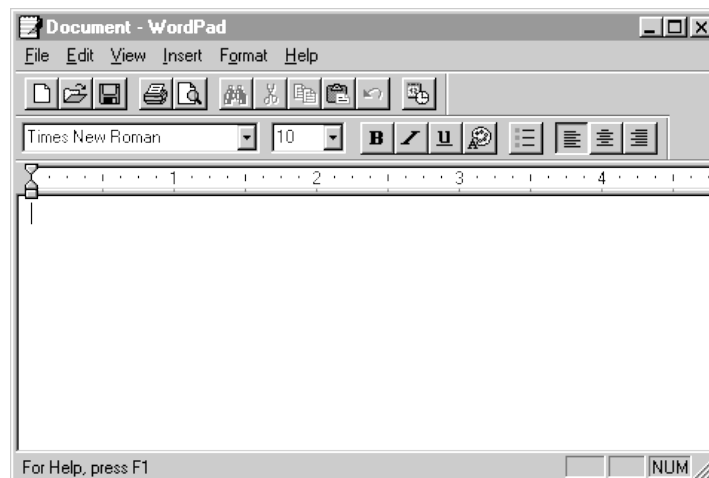 Document - WordPad
File Edit View Insert Format Help
Times New Roman 10 B I U A
1 2 3 4
For Help, press F1 NUM